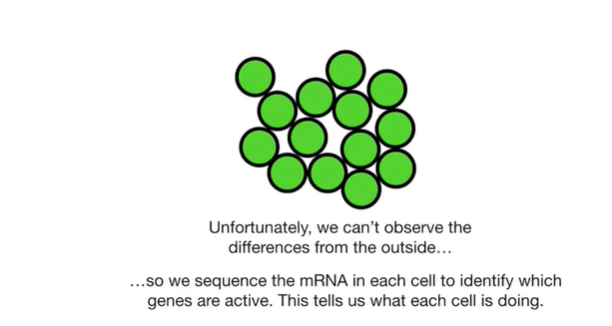 Unfortunately, we can't observe the
differences from the outside…
…so we sequence the mRNA in each cell to identify which
genes are active. This tells us what each cell is doing.